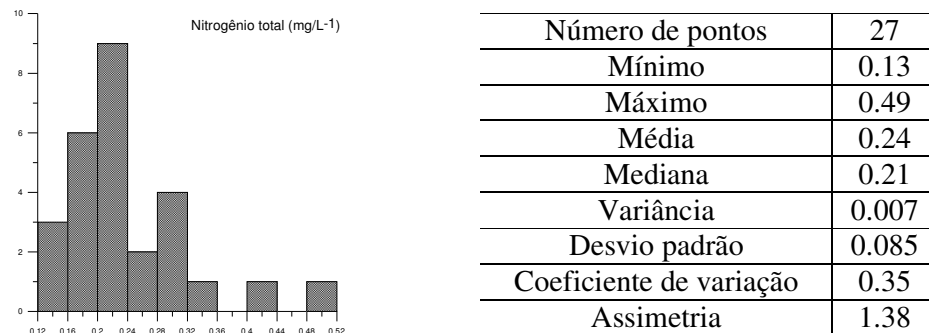 Nitrogênio total (mg/L-1)
10
8
6
4
2
0
0.12 0.16 0.2 0.24 0.28 0.32 0.36 0.4 0.44 0.48 0.52
Número de pontos 27
Mínimo 0.13
Máximo 0.49
Média 0.24
Mediana 0.21
Variância 0.007
Desvio padrão 0.085
Coeficiente de variação 0.35
Assimetria 1.38